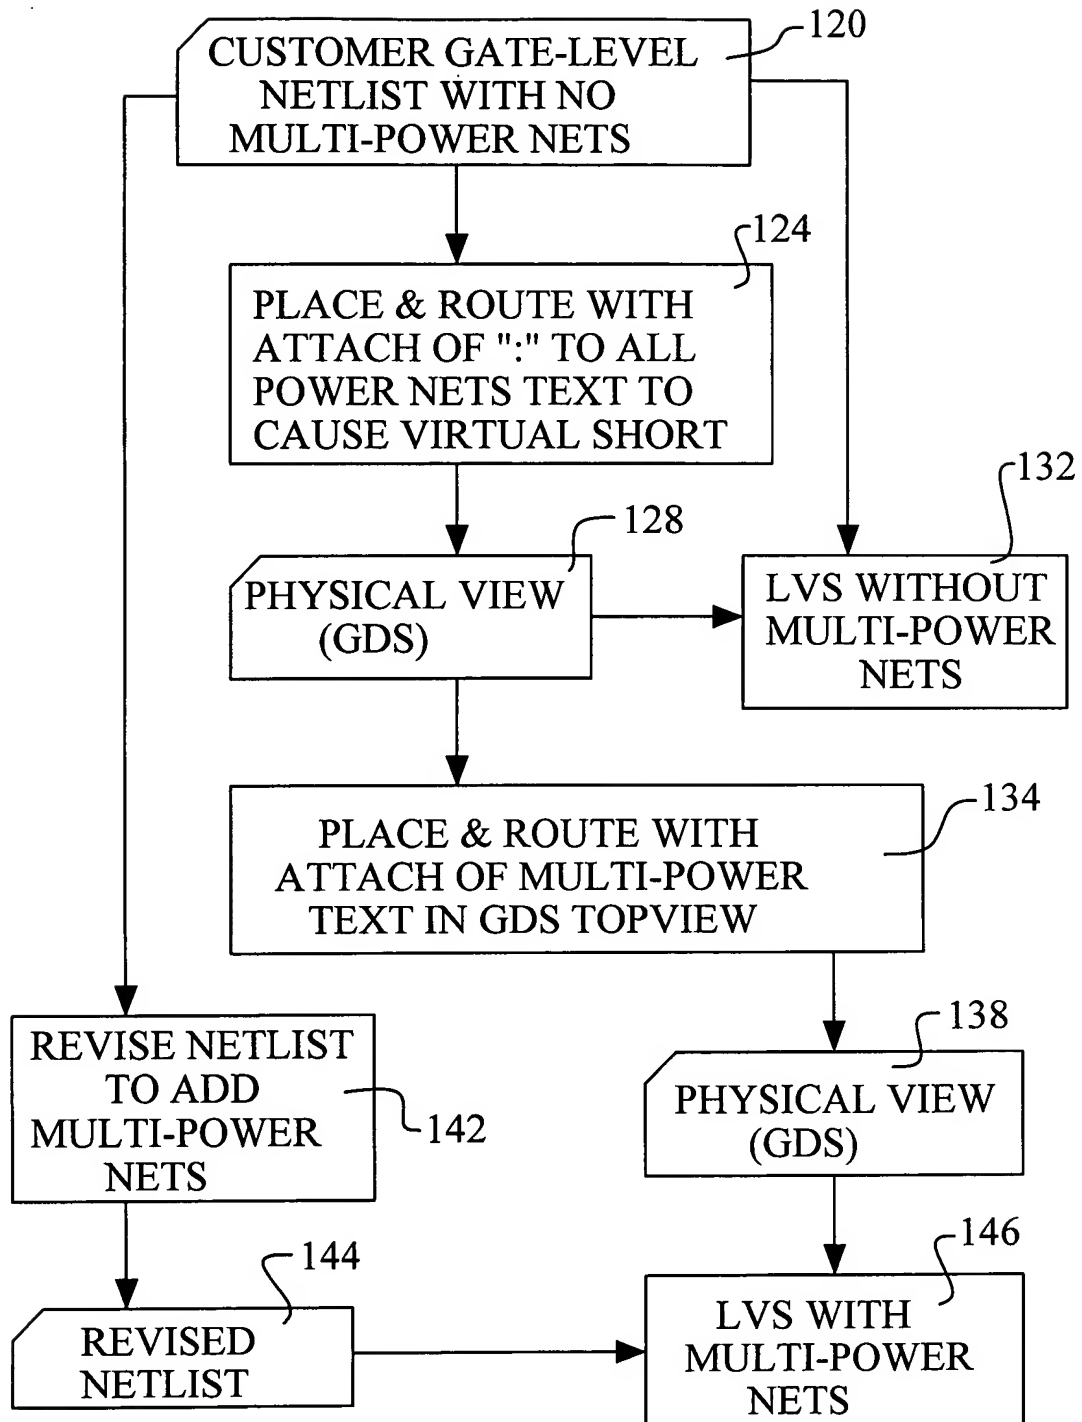 120
CUSTOMER GATE-LEVEL
NETLIST WITH NO
MULTI-POWER NETS
124
PLACE & ROUTE WITH
ATTACH OF ":" TO ALL
POWER NETS TEXT TO
CAUSE VIRTUAL SHORT
128
PHYSICAL VIEW
(GDS)
132
LVS WITHOUT
MULTI-POWER
NETS
134
PLACE & ROUTE WITH
ATTACH OF MULTI-POWER
TEXT IN GDS TOPVIEW
REVISE NETLIST
TO ADD
MULTI-POWER
NETS
142
138
PHYSICAL VIEW
(GDS)
144
REVISED
NETLIST
146
LVS WITH
MULTI-POWER
NETS